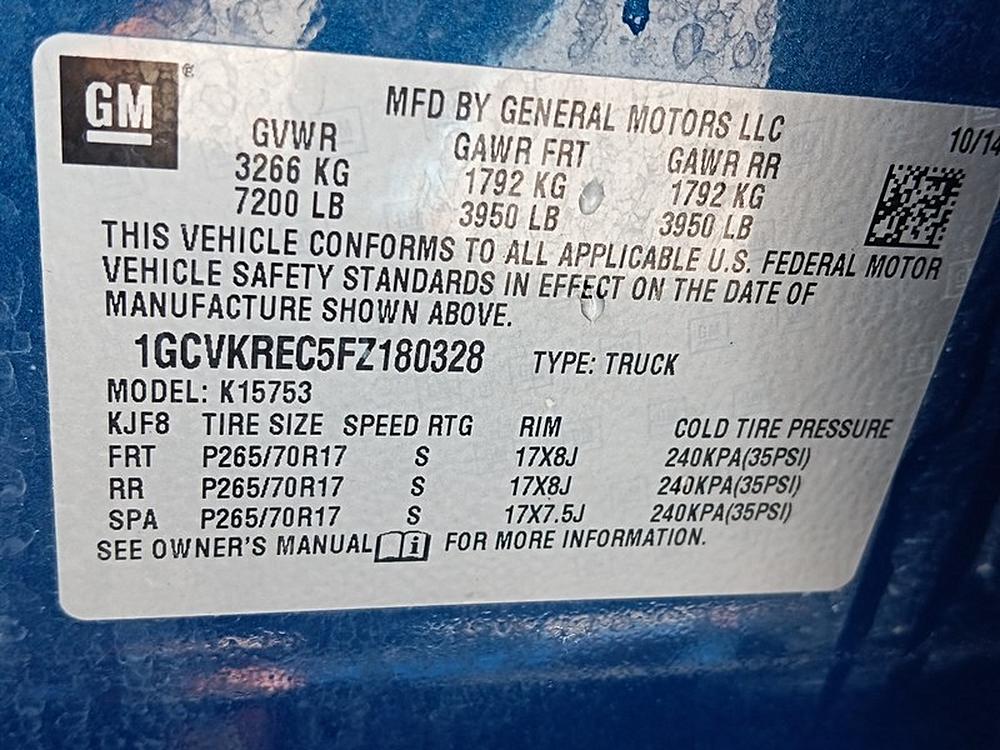 GM ®
MFD BY GENERAL MOTORS LLC 10/14
GVWR GAWR FRT GAWR RR
3266 KG 1792 KG 1792 KG
7200 LB 3950 LB 3950 LB
THIS VEHICLE CONFORMS TO ALL APPLICABLE U.S. FEDERAL MOTOR
VEHICLE SAFETY STANDARDS IN EFFECT ON THE DATE OF
MANUFACTURE SHOWN ABOVE.
1GCVKREC5FZ180328 TYPE: TRUCK
MODEL: K15753
KJF8 TIRE SIZE SPEED RTG RIM COLD TIRE PRESSURE
FRT P265/70R17 S 17X8J 240KPA(35PSI)
RR P265/70R17 S 17X8J 240KPA(35PSI)
SPA P265/70R17 S 17X7.5J 240KPA(35PSI)
SEE OWNER'S MANUAL i FOR MORE INFORMATION.